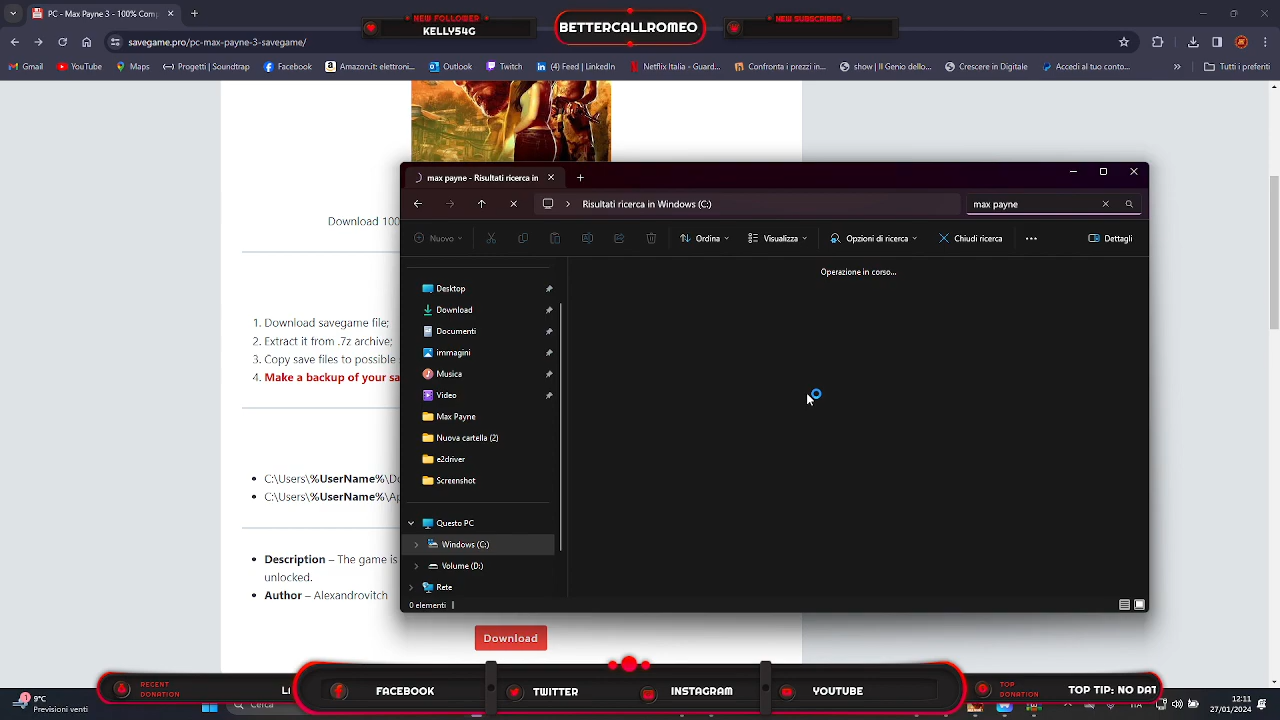 PC - Max Payne 3 - 100% Comp
savegame.pro/pc-max-payne-3-savegame/
NEW FOLLOWER
KELLY54G
BETTERCALLROMEO
NEW SUBSCRIBER
Gmail
YouTube
Maps
Progetti | Soundtrap
Facebook
Amazon.it: elettron...
Outlook
Twitch
(4) Feed | LinkedIn
Netflix - Guarda...
Confronta i prezzi in...
show || Il Genio dello...
Crescere in Digitale
Accedi al tuo conto...
Tutti i preferiti
max payne - Risultati ricerca in
Risultati ricerca in Windows (C:)
max payne
Nuovo
Ordina
Visualizza
Opzioni di ricerca
Chiudi ricerca
Dettagli
Operazione in corso...
Desktop
Download
Documenti
immagini
Musica
Video
Max Payne
Nuova cartella (2)
e2driver
Screenshot
Questo PC
Windows (C:)
Volume (D:)
Rete
0 elementi
Download 100
1. Download savegame file;
2. Extract it from .7z archive;
3. Copy save files to possible
4. Make a backup of your sa
C:\Users\%UserName%\Do
C:\Users\%UserName%\Ap
Description – The game is
unlocked.
Author – Alexandrovitch
Download
RECENT
DONATION
FACEBOOK
TWITTER
INSTAGRAM
YOUTUBE
TOP
DONATION
TOP TIP: NO DAT
9°C
Previsioni venti
Cerca
ITA
12:11
27/01/2024